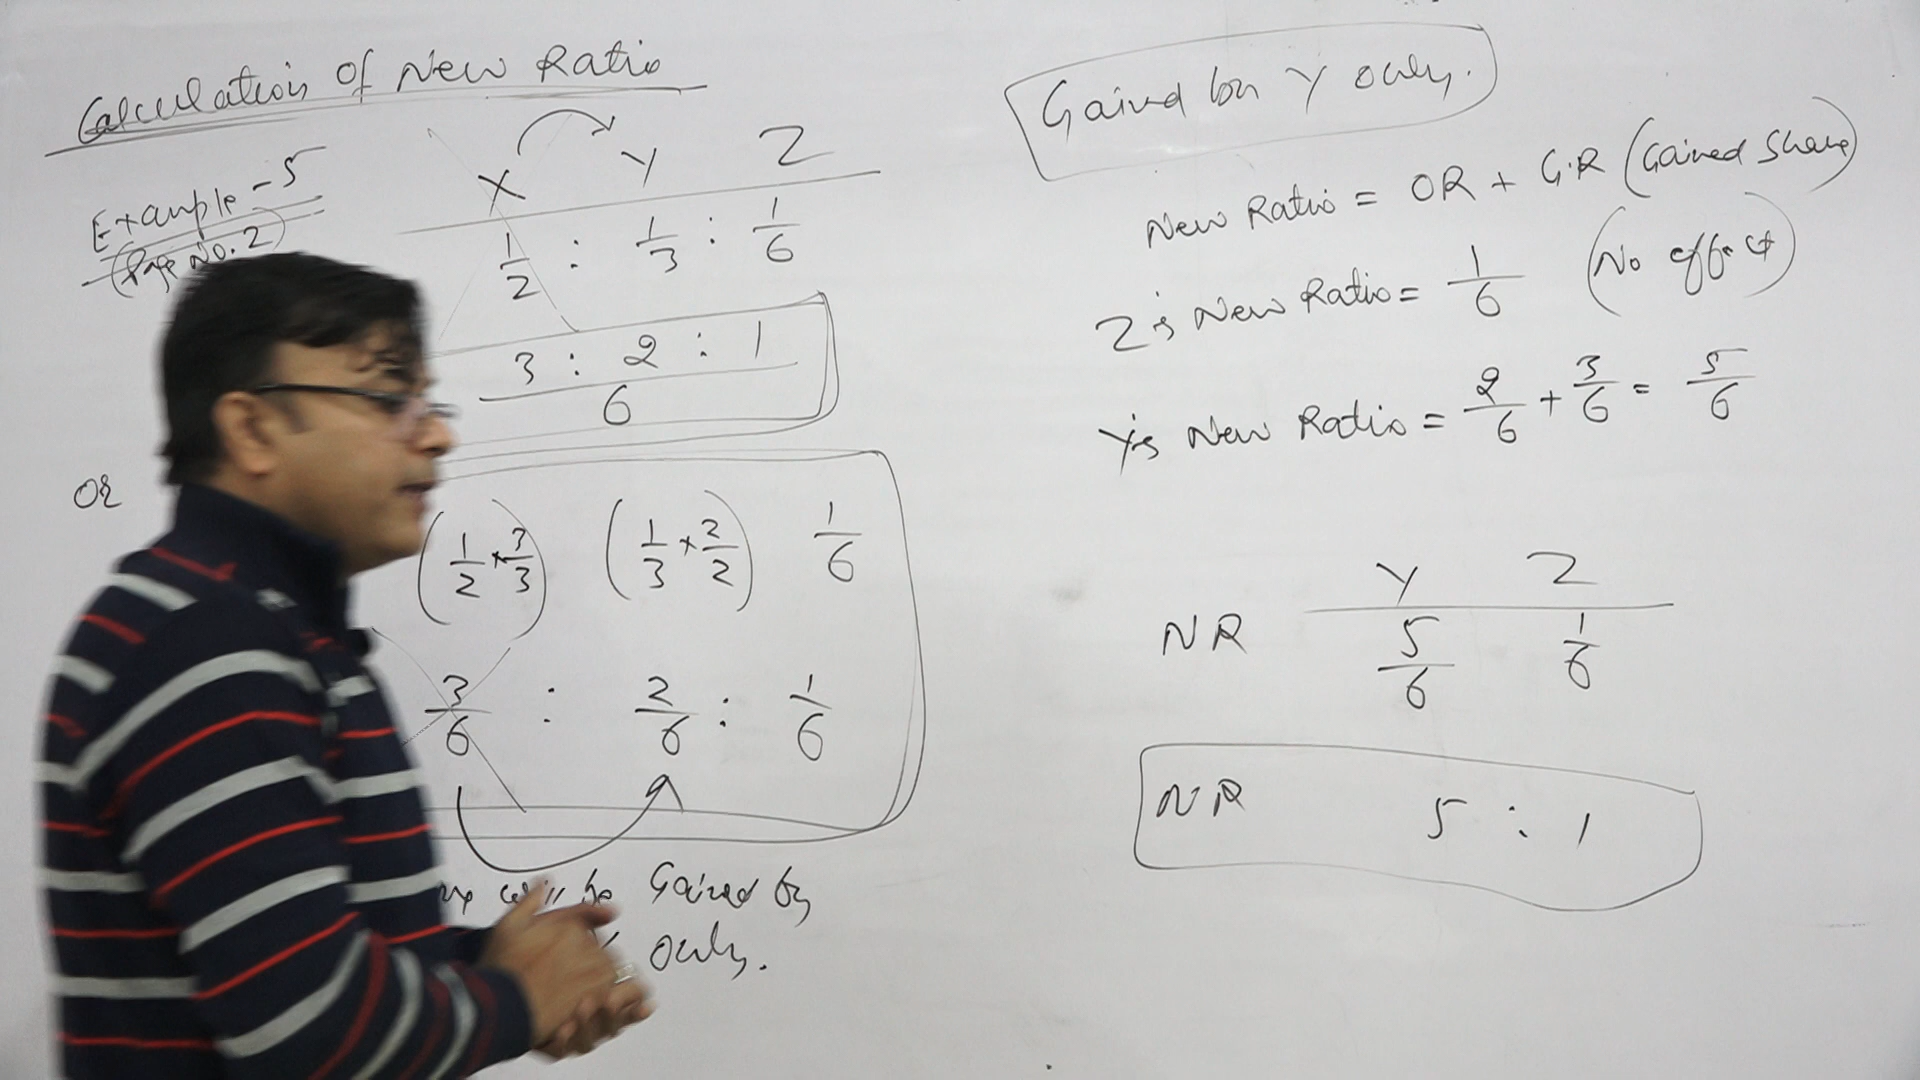 Calculation of New Ratio
Example - 5
(Page No. 2)
X Y Z
1/2 : 1/3 : 1/6
3 : 2 : 1
6
OR
(1/2 × 3/3) (1/3 × 2/2) 1/6
3/6 : 2/6 : 1/6
will be Gained by
only.
Gained by Y only.
New Ratio = OR + G.R (Gained Share)
Z's New Ratio = 1/6 (No effect)
Y's New Ratio = 2/6 + 3/6 = 5/6
Y Z
NR 5/6 1/6
NR 5 : 1